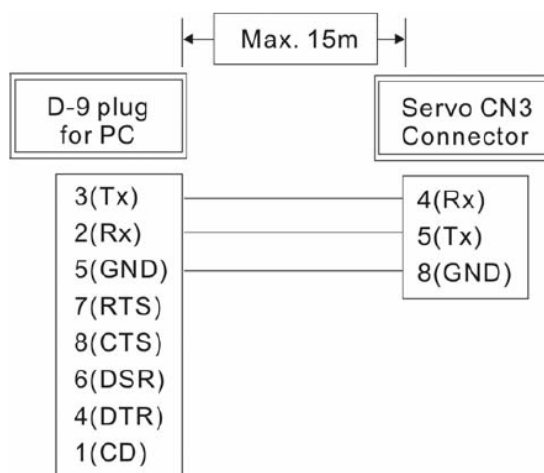 Max. 15m
D-9 plug
for PC
Servo CN3
Connector
3(Tx)
2(Rx)
5(GND)
7(RTS)
8(CTS)
6(DSR)
4(DTR)
1(CD)
4(Rx)
5(Tx)
8(GND)